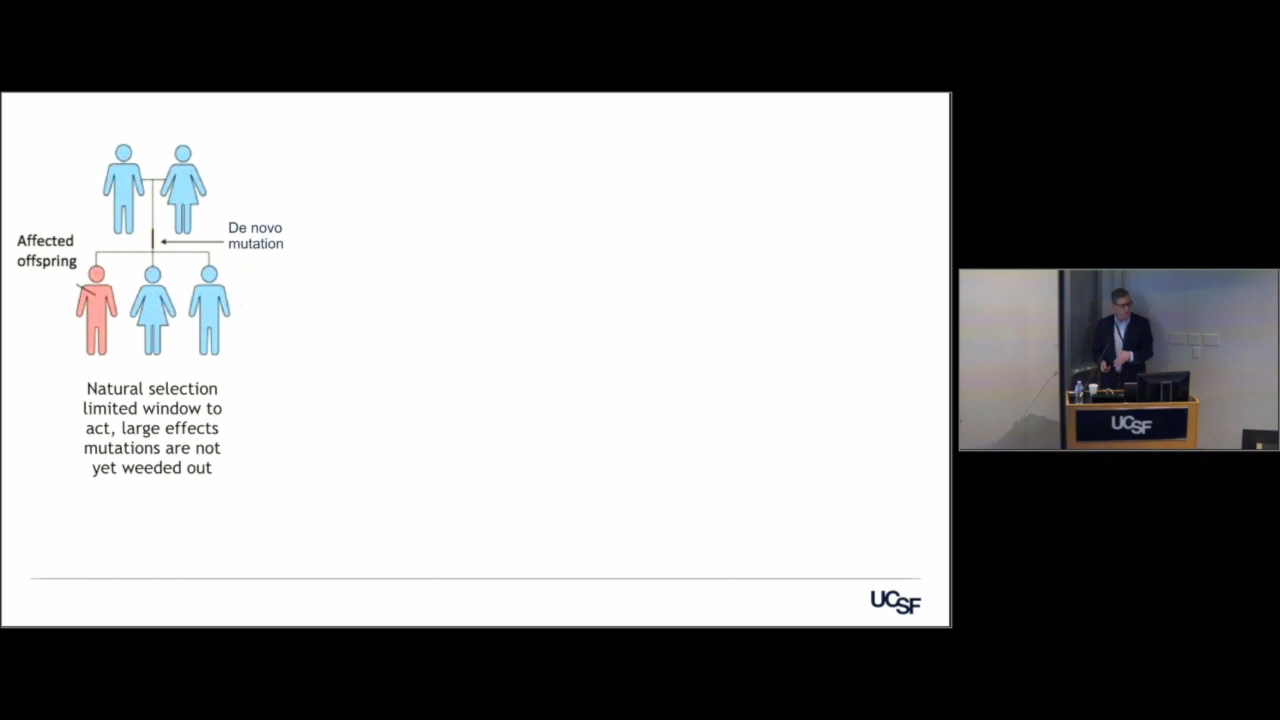 De novo
mutation
Affected
offspring
Natural selection
limited window to
act, large effects
mutations are not
yet weeded out
UCSF
UCSF